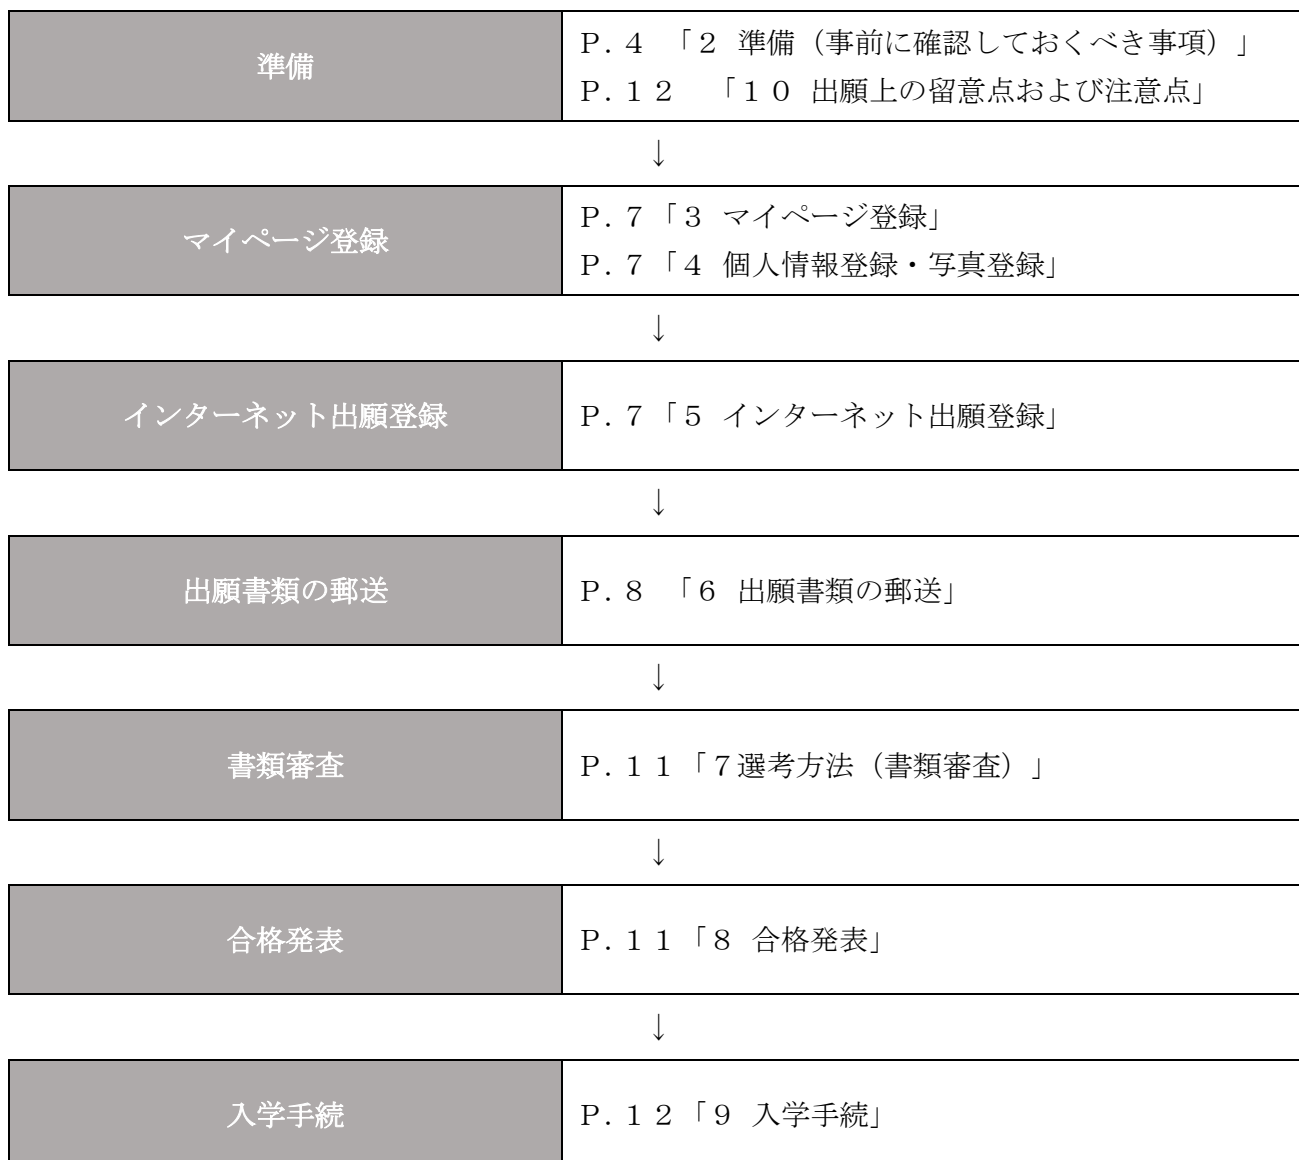 準備
P.4 「2 準備（事前に確認しておくべき事項）」
P.12 「10 出願上の留意点および注意点」
↓
マイページ登録
P.7「3 マイページ登録」
P.7「4 個人情報登録・写真登録」
↓
インターネット出願登録
P.7「5 インターネット出願登録」
↓
出願書類の郵送
P.8 「6 出願書類の郵送」
↓
書類審査
P.11「7選考方法（書類審査）」
↓
合格発表
P.11「8 合格発表」
↓
入学手続
P.12「9 入学手続」